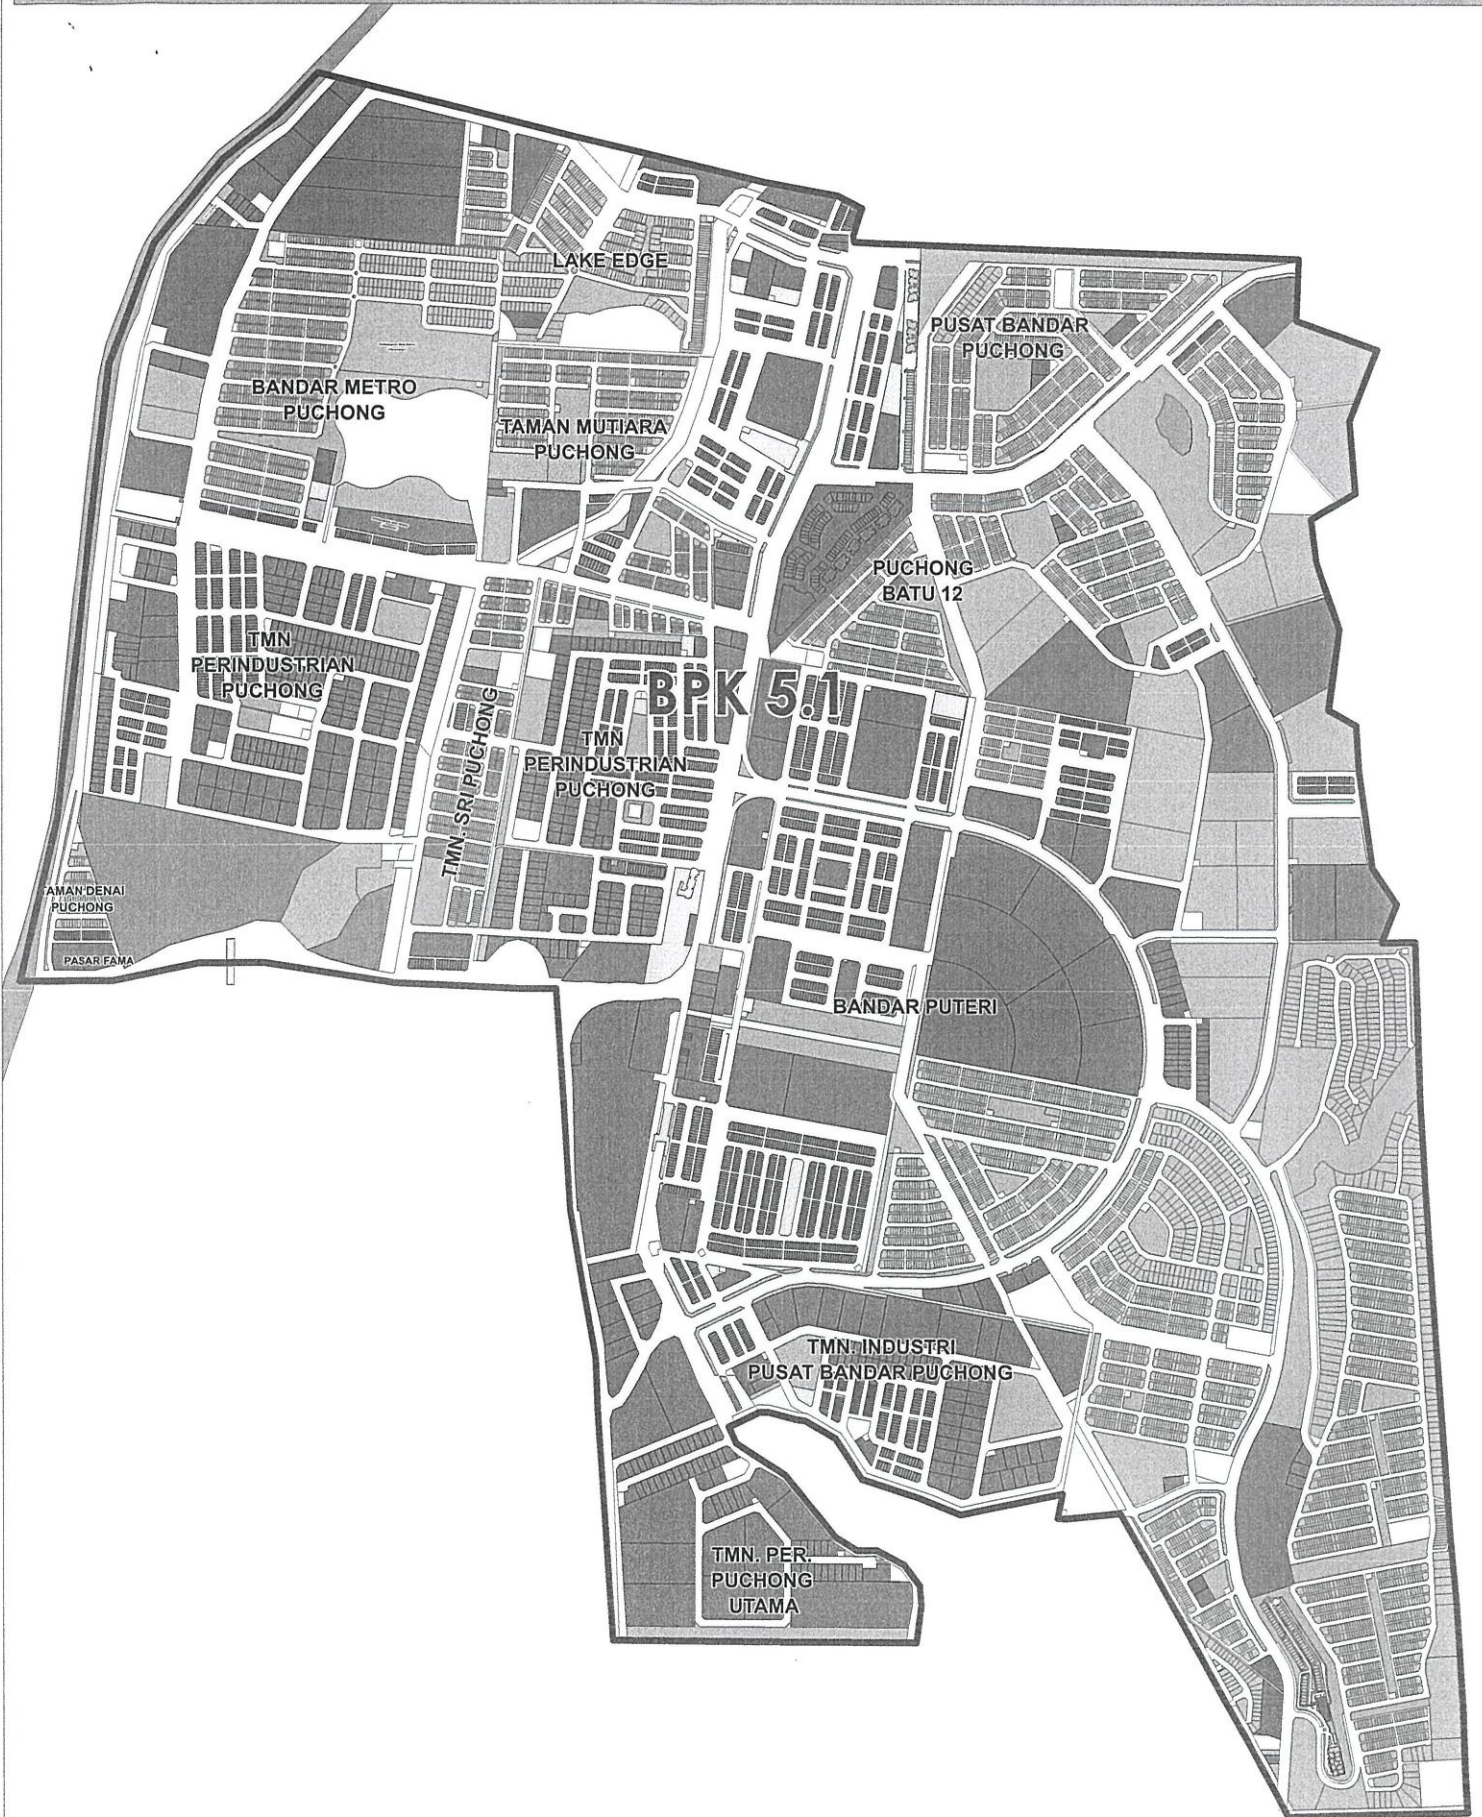 LAKE EDGE
PUSAT BANDAR
PUCHONG
BANDAR METRO
PUCHONG
TAMAN MUTIARA
PUCHONG
PUCHONG
BATU 12
TMN
PERINDUSTRIAN
PUCHONG
BPK 5.1
TMN. SRI PUCHONG
TMN
PERINDUSTRIAN
PUCHONG
AMAN DENAI
PUCHONG
PASAR FAMA
BANDAR PUTERI
TMN. INDUSTRI
PUSAT BANDAR PUCHONG
TMN. PER.
PUCHONG
UTAMA